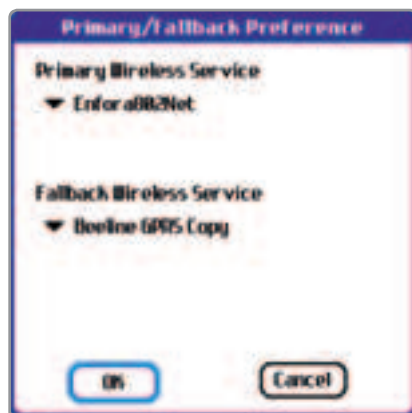 Primary/Fallback Preference
Primary Wireless Service
Enfora802Net
Fallback Wireless Service
Beeline GPRS Copy
OK
Cancel